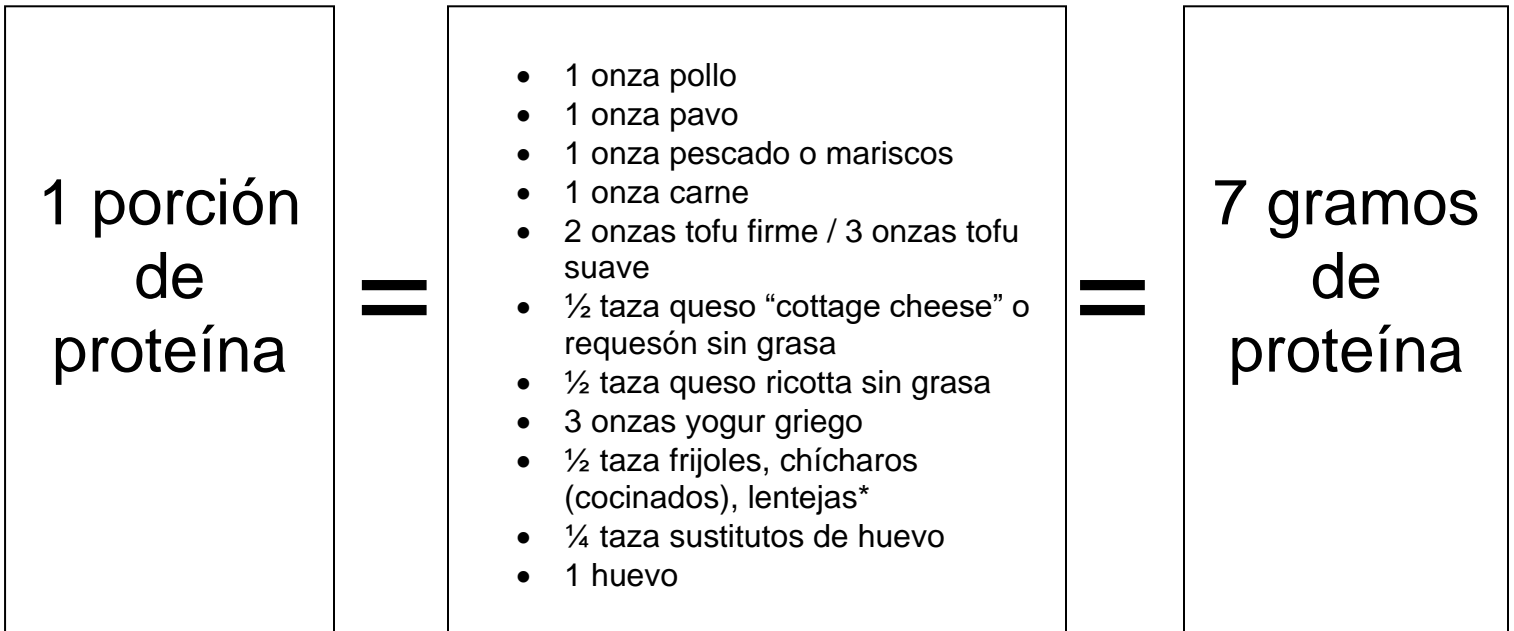 1 porción
de
proteína
=
• 1 onza pollo
• 1 onza pavo
• 1 onza pescado o mariscos
• 1 onza carne
• 2 onzas tofu firme / 3 onzas tofu
suave
• ½ taza queso “cottage cheese” o
requesón sin grasa
• ½ taza queso ricotta sin grasa
• 3 onzas yogur griego
• ½ taza frijoles, chícharos
(cocinados), lentejas*
• ¼ taza sustitutos de huevo
• 1 huevo
=
7 gramos
de
proteína